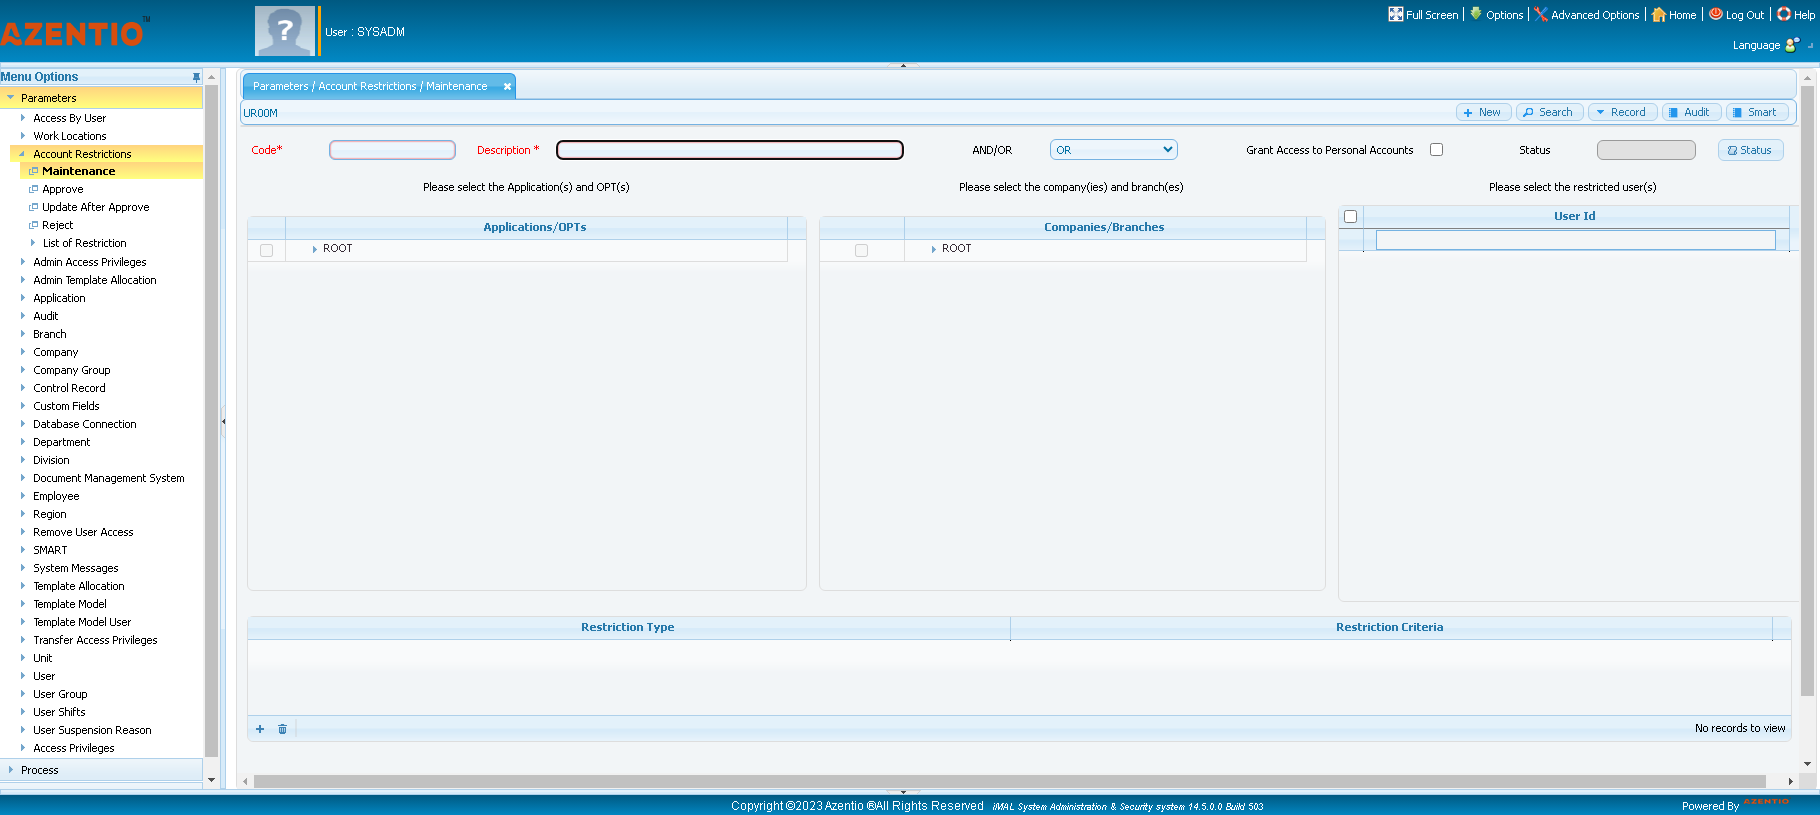 AZENTIO™
User : SYSADM
Full Screen
Options
Advanced Options
Home
Log Out
Help
Language
Menu Options
Parameters
Access By User
Work Locations
Account Restrictions
Maintenance
Approve
Update After Approve
Reject
List of Restriction
Admin Access Privileges
Admin Template Allocation
Application
Audit
Branch
Company
Company Group
Control Record
Custom Fields
Database Connection
Department
Division
Document Management System
Employee
Region
Remove User Access
SMART
System Messages
Template Allocation
Template Model
Template Model User
Transfer Access Privileges
Unit
User
User Group
User Shifts
User Suspension Reason
Access Privileges
Process
Parameters / Account Restrictions / Maintenance
UR00M
New
Search
Record
Audit
Smart
Code*
Description *
AND/OR
OR
Grant Access to Personal Accounts
Status
Status
Please select the Application(s) and OPT(s)
Please select the company(ies) and branch(es)
Please select the restricted user(s)
Applications/OPTs
ROOT
Companies/Branches
ROOT
User Id
Restriction Type
Restriction Criteria
No records to view
Copyright ©2023 Azentio ®All Rights Reserved iMAL System Administration & Security system 14.5.0.0 Build 503
Powered By AZENTIO